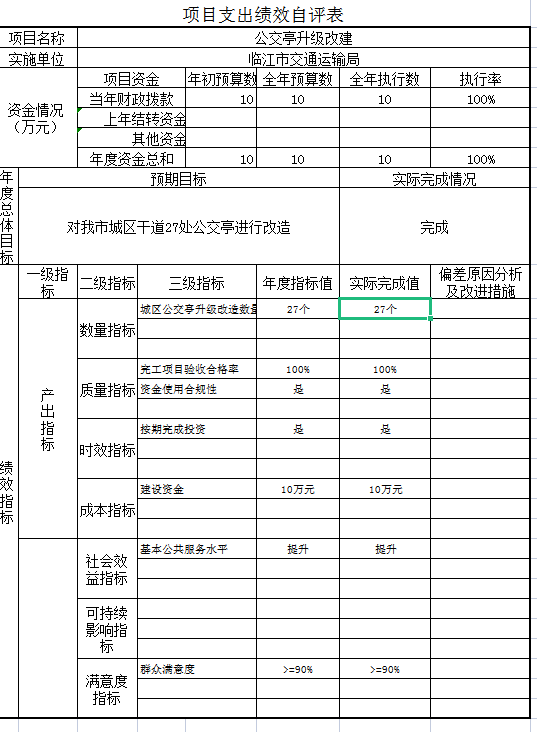 项目支出绩效自评表
项目名称 公交亭升级改建
实施单位 临江市交通运输局
资金情况（万元） 项目资金 年初预算数 全年预算数 全年执行数 执行率
当年财政拨款 10 10 10 100%
上年结转资金
其他资金
年度资金总和 10 10 10 100%
年度总体目标 预期目标 实际完成情况
对我市城区干道27处公交亭进行改造 完成
绩效指标 一级指标 二级指标 三级指标 年度指标值 实际完成值 偏差原因分析及改进措施
产出指标 数量指标 城区公交亭升级改造数量 27个 27个
质量指标 完工项目验收合格率 100% 100%
资金使用合规性 是 是
时效指标 按期完成投资 是 是
成本指标 建设资金 10万元 10万元
社会效益指标 基本公共服务水平 提升 提升
可持续影响指标
满意度指标 群众满意度 >=90% >=90%